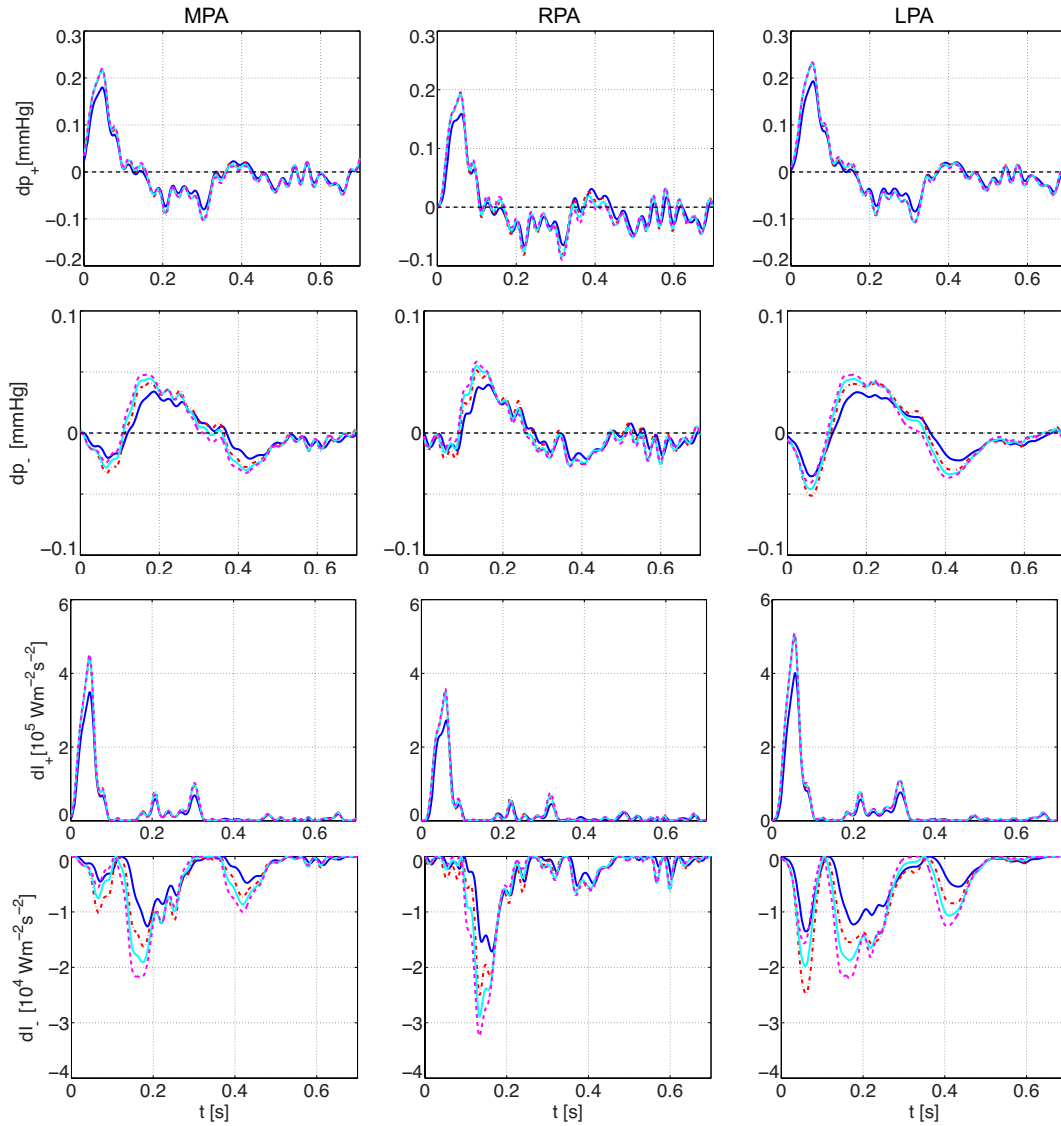 MPA RPA LPA
dp₊[mmHg]
0.3 0.2 0.1 0 −0.1 −0.2
0 0.2 0.4 0.6
0.3 0.2 0.1 0 −0.1
0 0.2 0.4 0.6
0.3 0.2 0.1 0 −0.1 −0.2
0 0.2 0.4 0.6
dp₋ [mmHg]
0.1 0 −0.1
0 0.2 0.4 0. 6
0.1 0 −0.1
0 0.2 0.4 0.6
0.1 0 −0.1
0 0.2 0.4 0.6
dI₊[10⁵ Wm⁻²s⁻²]
6 4 2 0
0 0.2 0.4 0.6
6 4 2 0
0 0.2 0.4 0.6
6 4 2 0
0 0.2 0.4 0.6
dI₋ [10⁴ Wm⁻²s⁻²]
0 −1 −2 −3 −4
0 0.2 0.4 0.6
t [s]
0 −1 −2 −3 −4
0 0.2 0.4 0.6
t [s]
0 −1 −2 −3 −4
0 0.2 0.4 0.6
t [s]